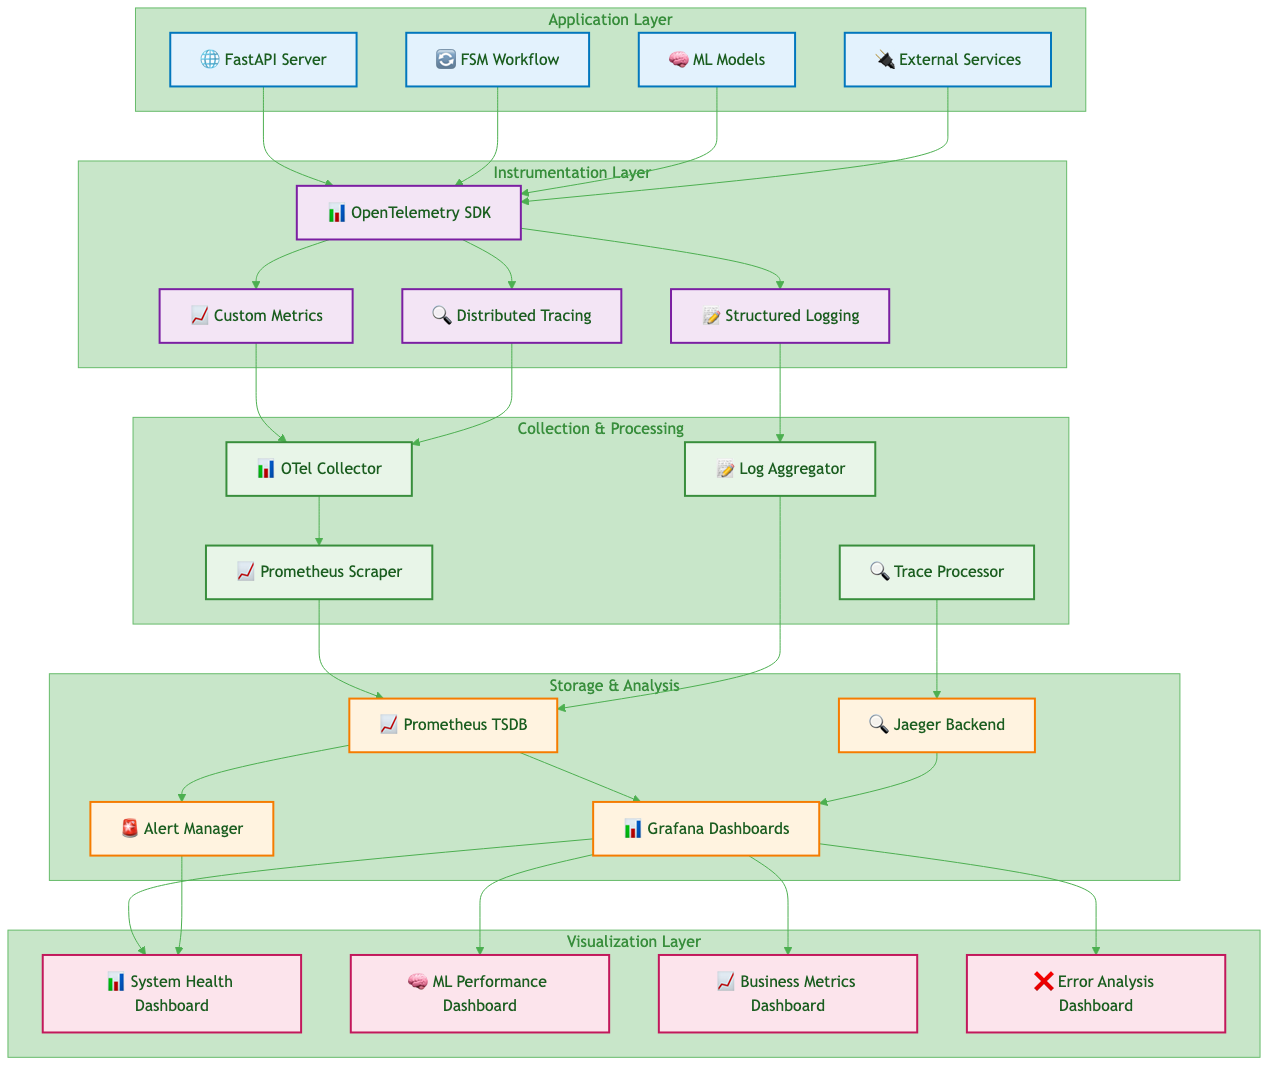 Application Layer
🌐 FastAPI Server
🔄 FSM Workflow
🧠 ML Models
🔌 External Services
Instrumentation Layer
📊 OpenTelemetry SDK
📈 Custom Metrics
🔍 Distributed Tracing
📝 Structured Logging
Collection & Processing
📊 OTel Collector
📝 Log Aggregator
📈 Prometheus Scraper
🔍 Trace Processor
Storage & Analysis
📈 Prometheus TSDB
🔍 Jaeger Backend
🚨 Alert Manager
📊 Grafana Dashboards
Visualization Layer
📊 System Health
Dashboard
🧠 ML Performance
Dashboard
📈 Business Metrics
Dashboard
❌ Error Analysis
Dashboard